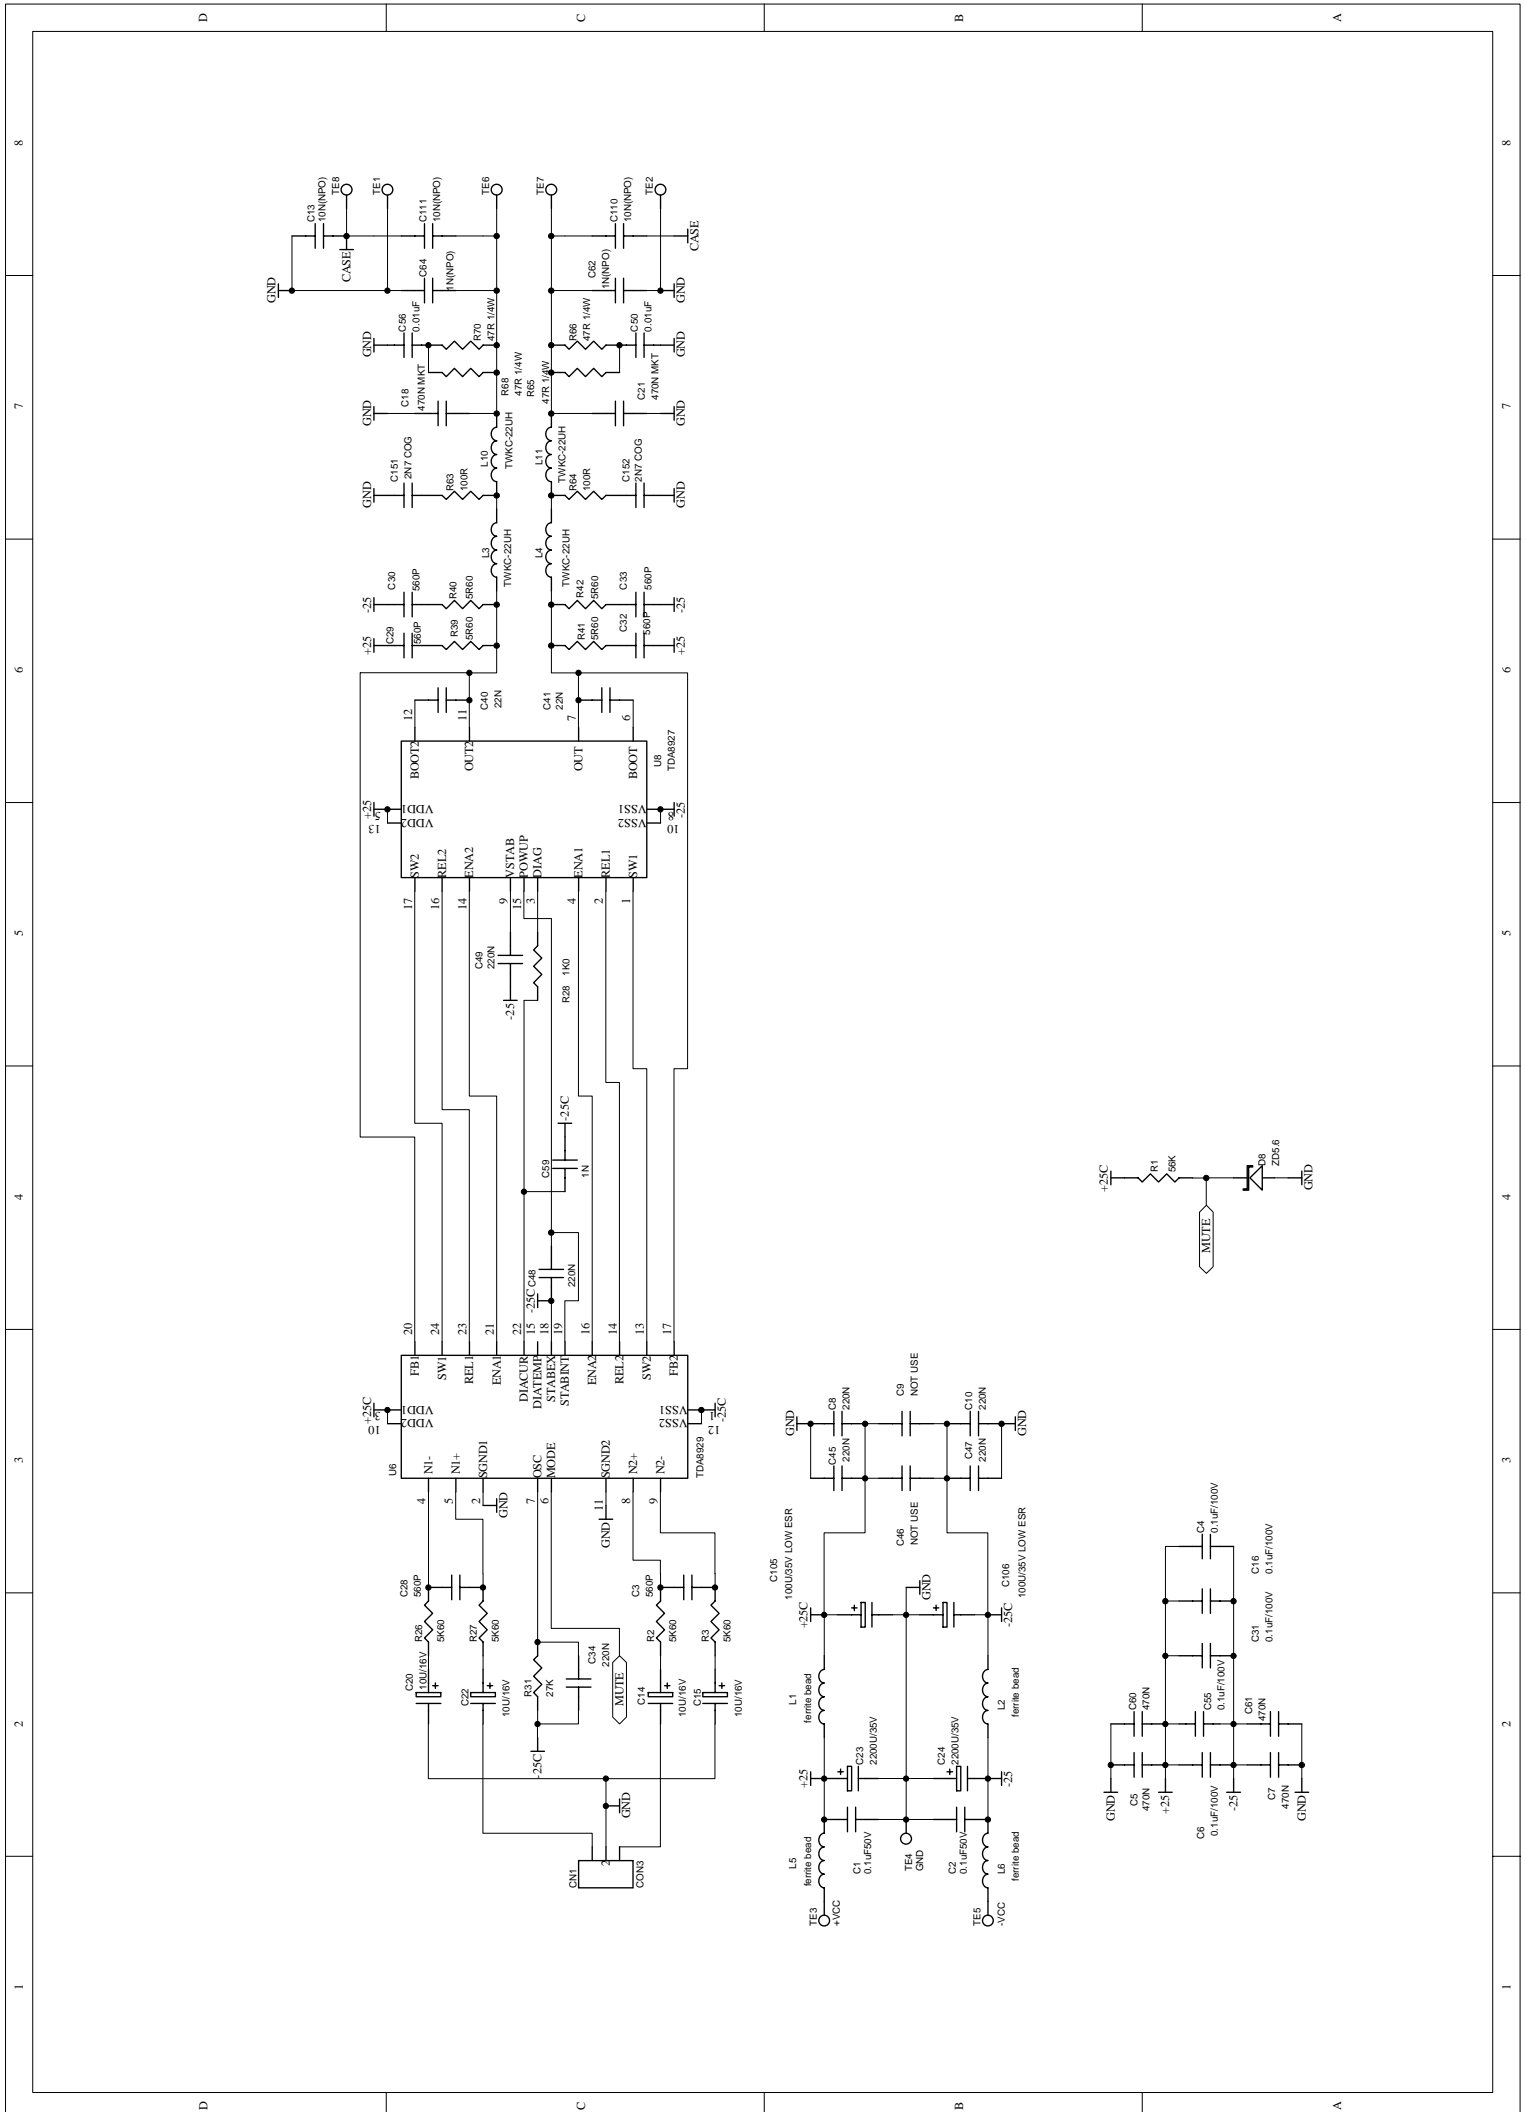 D
C
B
A
8
7
6
5
4
3
2
1
8
7
6
5
4
3
2
1
D
C
B
A
C13
10N(NPO)
TE8
TE1
C111
10N(NPO)
TE6
TE7
C110
10N(NPO)
TE2
CASE
CASE
GND
C64
1N(NPO)
C62
1N(NPO)
GND
GND
C56
0.01uF
R70
47R 1/4W
R68
47R 1/4W
R65
47R 1/4W
R66
47R 1/4W
C50
0.01uF
GND
GND
C18
470N MKT
C21
470N MKT
GND
L10
TWKC-22UH
L11
TWKC-22UH
GND
C151
2N7 COG
R63
100R
R64
100R
C152
2N7 COG
GND
L3
TWKC-22UH
L4
TWKC-22UH
-25
C30
560P
R40
5R60
R42
5R60
C33
560P
-25
+25
C29
560P
R39
5R60
R41
5R60
C32
560P
+25
C40
22N
C41
22N
12
11
7
6
BOOT2
OUT2
OUT
BOOT
U8
TDA8927
+25
5
13
VDD1
VDD2
VSS1
VSS2
8
10
-25
SW2
REL2
ENA2
VSTAB
POWUP
DIAG
ENA1
REL1
SW1
17
16
14
9
15
3
4
2
1
C49
220N
-25
R28 1K0
C59
1N
-25C
C48
220N
-25C
20
24
23
21
22
15
18
19
16
14
13
17
FB1
SW1
REL1
ENA1
DIACUR
DIATEMP
STABEX
STABINT
ENA2
REL2
SW2
FB2
+25C
3
10
VDD1
VDD2
VSS1
VSS2
1
12
-25C
U6
TDA8929
N1-
N1+
SGND1
OSC
MODE
SGND2
N2+
N2-
4
5
2
7
6
11
8
9
GND
GND
C28
560P
R26
5K60
R27
5K60
C3
560P
R2
5K60
R3
5K60
C20
10U/16V
C22
10U/16V
R31
27K
C34
220N
MUTE
C14
10U/16V
C15
10U/16V
-25C
GND
CN1
2
CON3
GND
C8
220N
C9
NOT USE
C10
220N
GND
C45
220N
C46
NOT USE
C47
220N
C105
100U/35V LOW ESR
C106
100U/35V LOW ESR
+25C
GND
-25C
L1
ferrite bead
L2
ferrite bead
+25
C23
2200U/35V
C24
2200U/35V
-25
L5
ferrite bead
C1
0.1uF50V
TE4
GND
C2
0.1uF50V
L6
ferrite bead
TE3
+VCC
TE5
-VCC
+25C
R1
56K
MUTE
D8
ZD5.6
GND
C4
0.1uF/100V
C16
0.1uF/100V
C31
0.1uF/100V
C60
470N
C55
0.1uF/100V
C61
470N
GND
C5
470N
+25
C6
0.1uF/100V
-25
C7
470N
GND